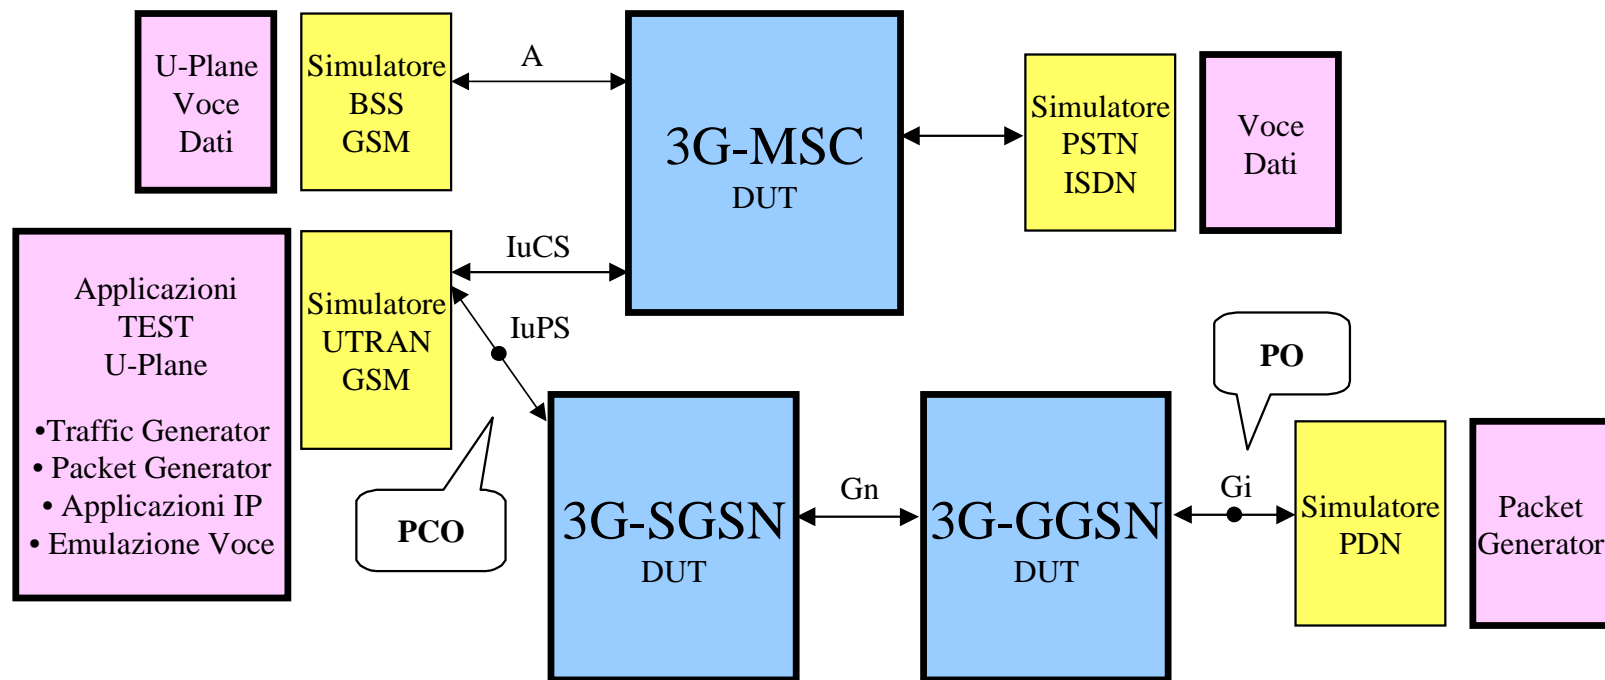 U-Plane
Voce
Dati
Simulatore
BSS
GSM
A
3G-MSC
DUT
Simulatore
PSTN
ISDN
Voce
Dati
Applicazioni
TEST
U-Plane
•Traffic Generator
• Packet Generator
• Applicazioni IP
• Emulazione Voce
Simulatore
UTRAN
GSM
IuCS
IuPS
PCO
3G-SGSN
DUT
Gn
3G-GGSN
DUT
PO
Gi
Simulatore
PDN
Packet
Generator